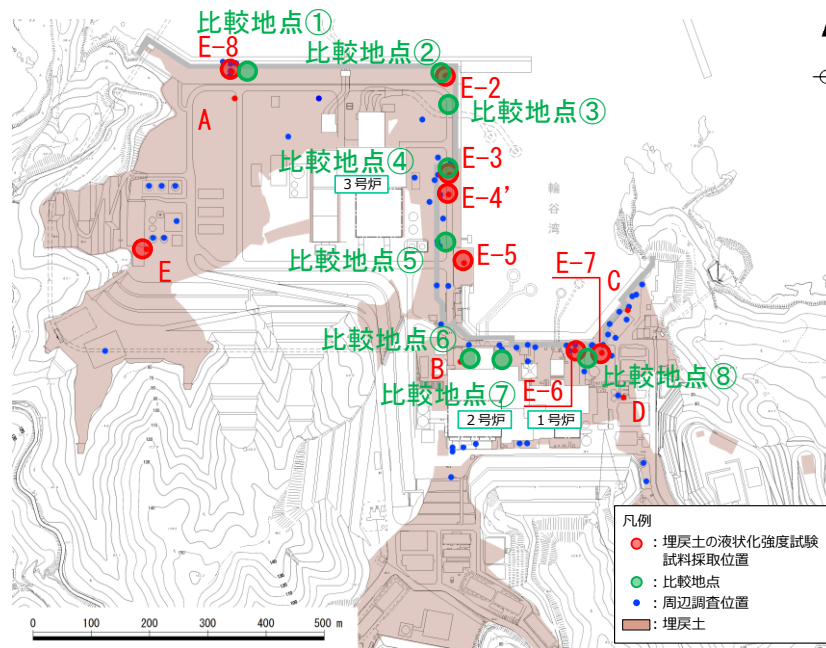 比較地点①
E-8
比較地点②
E-2
A
比較地点③
比較地点④
E-3
3号炉
E-4’
輪谷湾
E
比較地点⑤
E-5
E-7
C
比較地点⑥
B
比較地点⑧
比較地点⑦
E-6
D
2号炉
1号炉
凡例
：埋戻土の液状化強度試験
試料採取位置
：比較地点
：周辺調査位置
：埋戻土
0 100 200 300 400 500 m